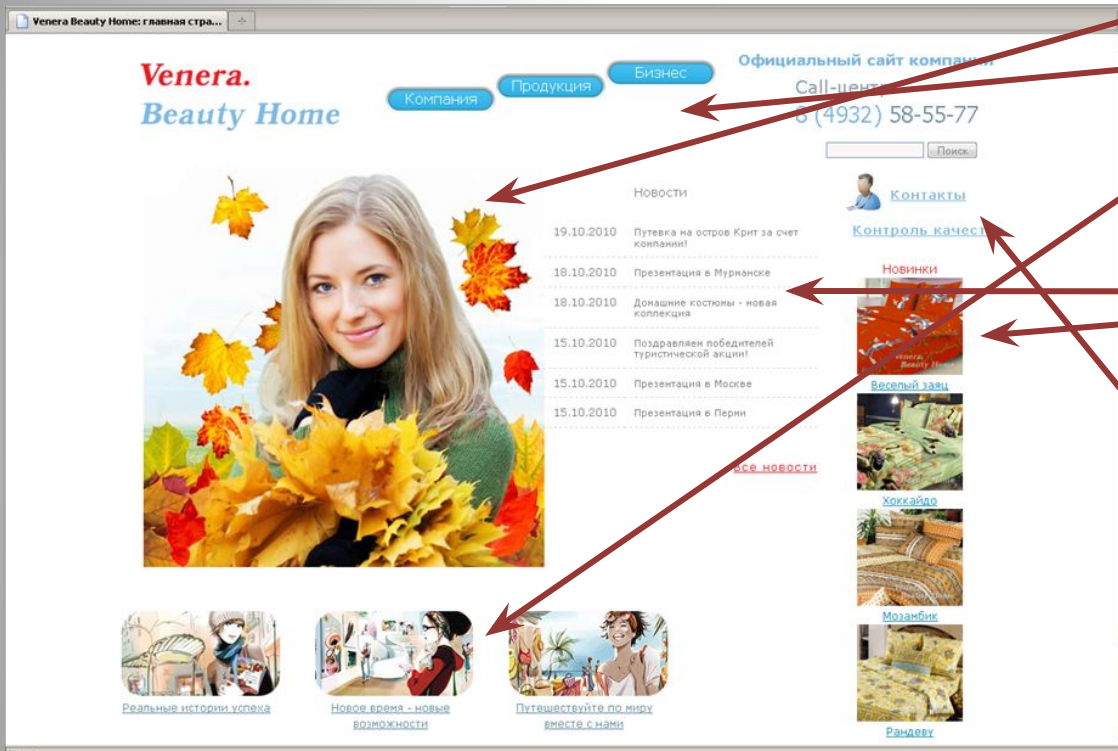 Venera Beauty Home: главная стра...
Venera.
Beauty Home
Компания
Продукция
Бизнес
Официальный сайт компании
Call-центр
8 (4932) 58-55-77
Поиск
Контакты
Контроль качест
Новости
19.10.2010 Путевка на остров Крит за счет
компании!
18.10.2010 Презентация в Мурманске
18.10.2010 Домашние костюмы - новая
коллекция
15.10.2010 Поздравляем победителей
туристической акции!
15.10.2010 Презентация в Москве
15.10.2010 Презентация в Перми
Все новости
Новинки
Venera.
Beauty Home
Веселый заяц
Хоккайдо
Мозамбик
Рандеву
Реальные истории успеха
Новое время - новые
возможности
Путешествуйте по миру
вместе с нами